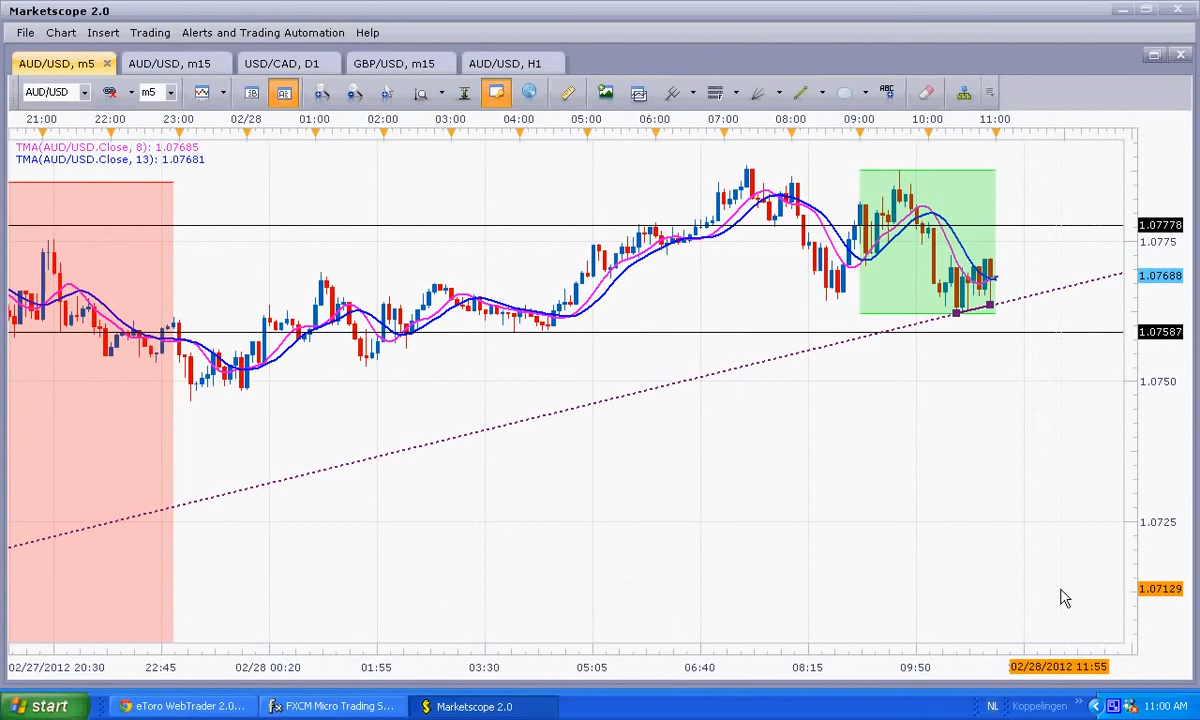 Marketscope 2.0
File Chart Insert Trading Alerts and Trading Automation Help
AUD/USD, m5 AUD/USD, m15 USD/CAD, D1 GBP/USD, m15 AUD/USD, H1
AUD/USD m5 ABC
21:00 22:00 23:00 02/28 01:00 02:00 03:00 04:00 05:00 06:00 07:00 08:00 09:00 10:00 11:00
TMA(AUD/USD.Close, 8): 1.07685
TMA(AUD/USD.Close, 13): 1.07681
1.07778
1.0775
1.07688
1.07587
1.0750
1.0725
1.07129
02/27/2012 20:30 22:45 02/28 00:20 01:55 03:30 05:05 06:40 08:15 09:50 02/28/2012 11:55
start eToro WebTrader 2.0... FXCM Micro Trading S... Marketscope 2.0 NL Koppelingen 11:00 AM